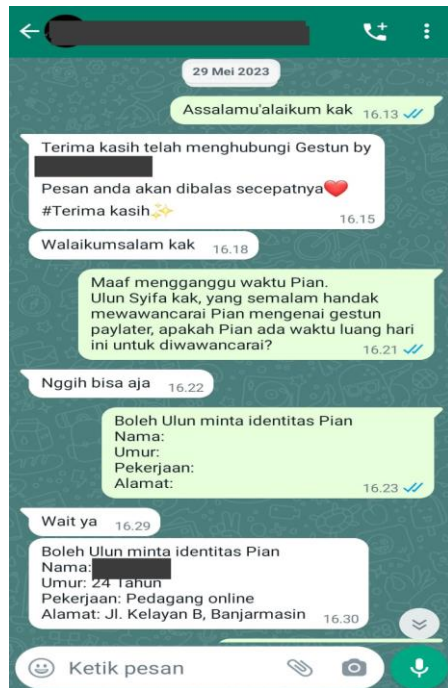 29 Mei 2023
Assalamu'alaikum kak 16.13
Terima kasih telah menghubungi Gestun by
Pesan anda akan dibalas secepatnya❤️
#Terima kasih✨
16.15
Walaikumsalam kak 16.18
Maaf mengganggu waktu Pian.
Ulun Syifa kak, yang semalam handak
mewawancarai Pian mengenai gestun
paylater, apakah Pian ada waktu luang hari
ini untuk diwawancarai?
16.21
Nggih bisa aja 16.22
Boleh Ulun minta identitas Pian
Nama:
Umur:
Pekerjaan:
Alamat:
16.23
Wait ya 16.29
Boleh Ulun minta identitas Pian
Nama:
Umur: 24 Tahun
Pekerjaan: Pedagang online
Alamat: Jl. Kelayan B, Banjarmasin 16.30
Ketik pesan